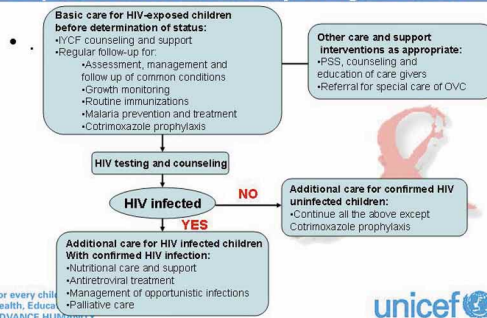 Basic care for HIV-exposed children
before determination of status:
•IYCF counseling and support
•Regular follow-up for:
•Assessment, management and
follow up of common conditions
•Growth monitoring
•Routine immunizations
•Malaria prevention and treatment
•Cotrimoxazole prophylaxis
Other care and support
interventions as appropriate:
•PSS, counseling and
education of care givers
•Referral for special care of OVC
HIV testing and counseling
HIV infected
NO
YES
Additional care for confirmed HIV
uninfected children:
•Continue all the above except
Cotrimoxazole prophylaxis
Additional care for HIV infected children
With confirmed HIV infection:
•Nutritional care and support
•Antiretroviral treatment
•Management of opportunistic infections
•Palliative care
or every chil
ealth, Educa
unicef